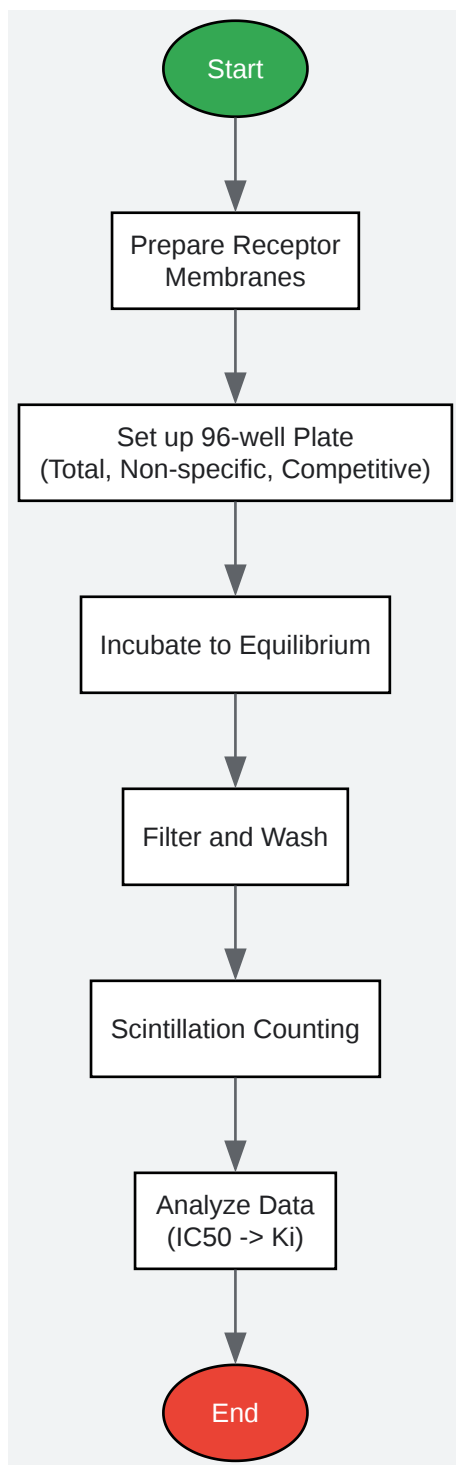 Start
Prepare Receptor
Membranes
Set up 96-well Plate
(Total, Non-specific, Competitive)
Incubate to Equilibrium
Filter and Wash
Scintillation Counting
Analyze Data
(IC50 -> Ki)
End